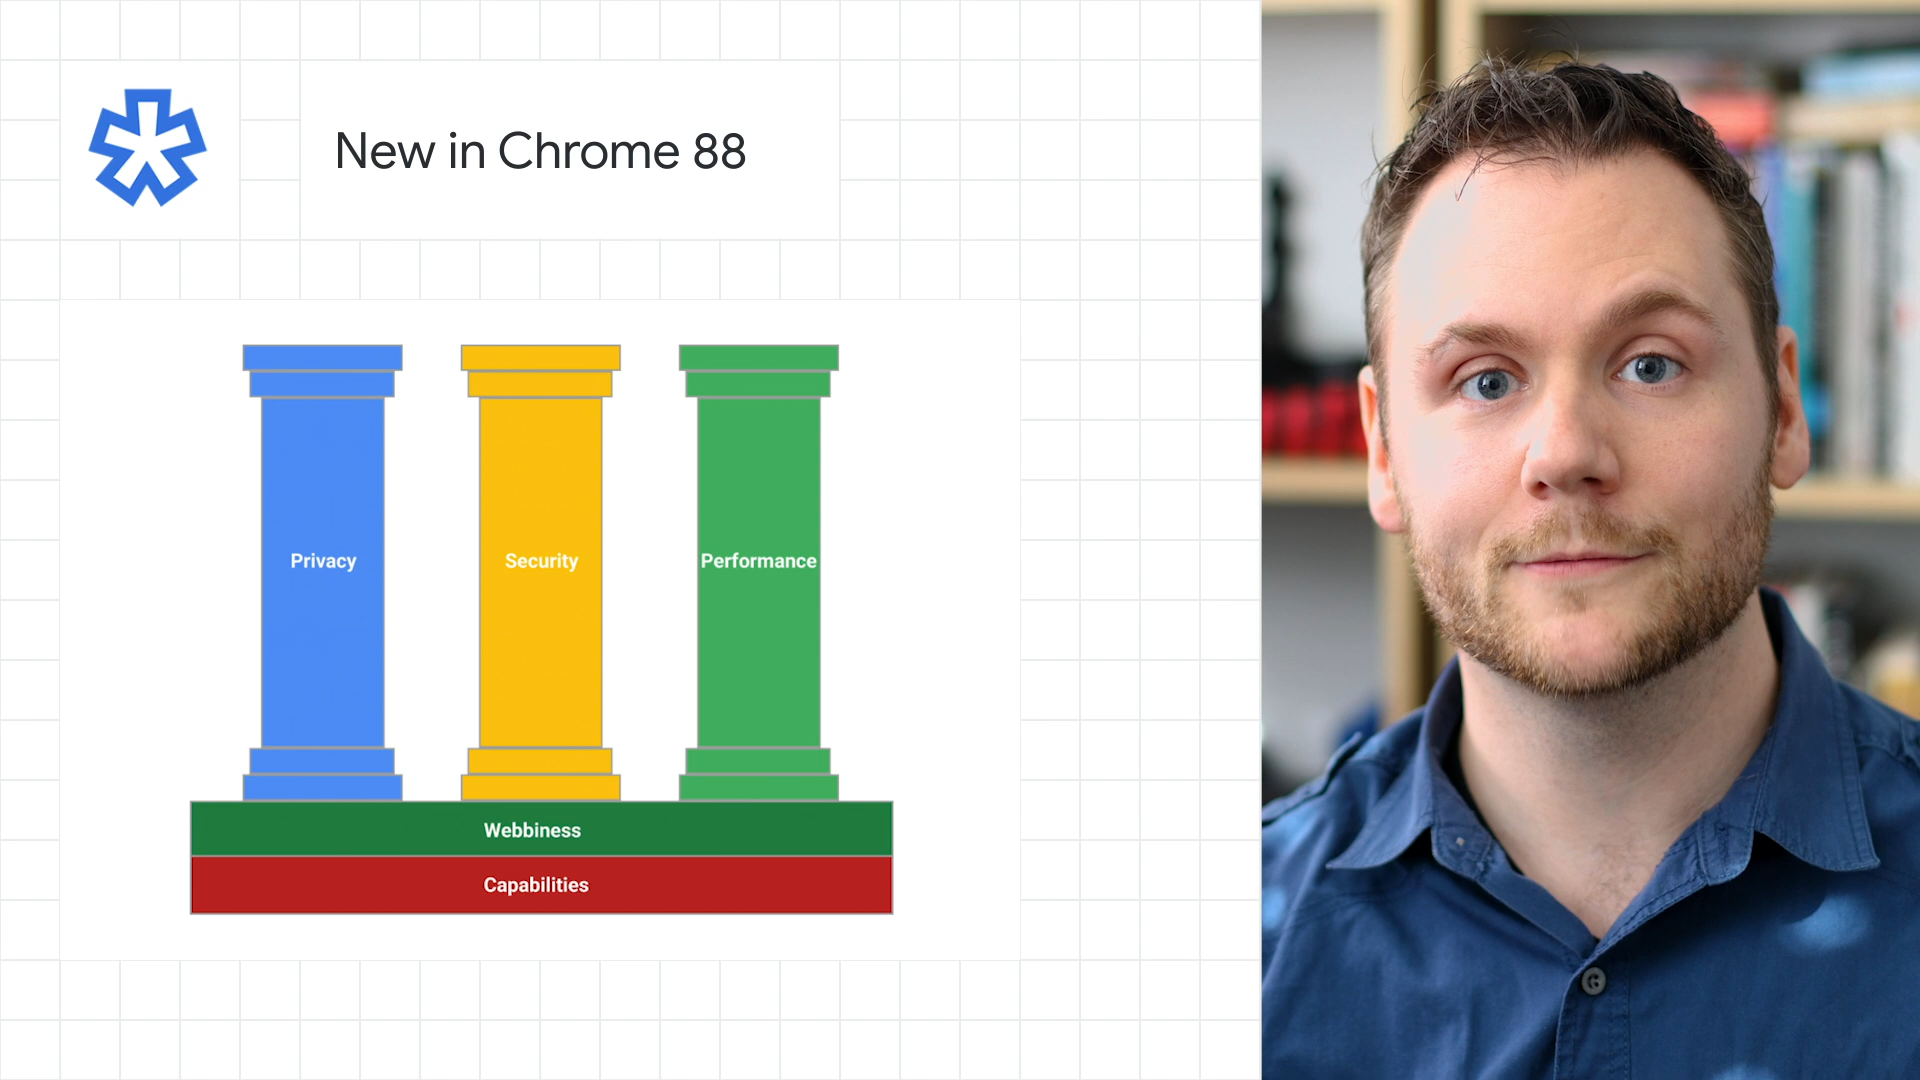 New in Chrome 88
Privacy
Security
Performance
Webbiness
Capabilities